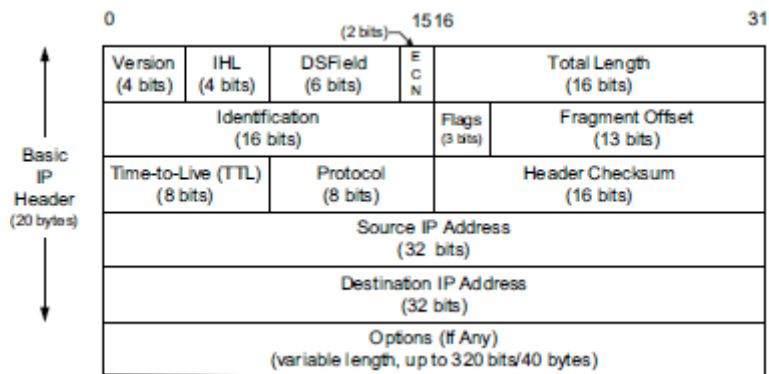 0 1516 31
(2 bits)
Version IHL DSField E C N Total Length
(4 bits) (4 bits) (6 bits) (16 bits)
Identification Flags Fragment Offset
(16 bits) (3 bits) (13 bits)
Basic
IP
Header
(20 bytes)
Time-to-Live (TTL) Protocol Header Checksum
(8 bits) (8 bits) (16 bits)
Source IP Address
(32 bits)
Destination IP Address
(32 bits)
Options (If Any)
(variable length, up to 320 bits/40 bytes)